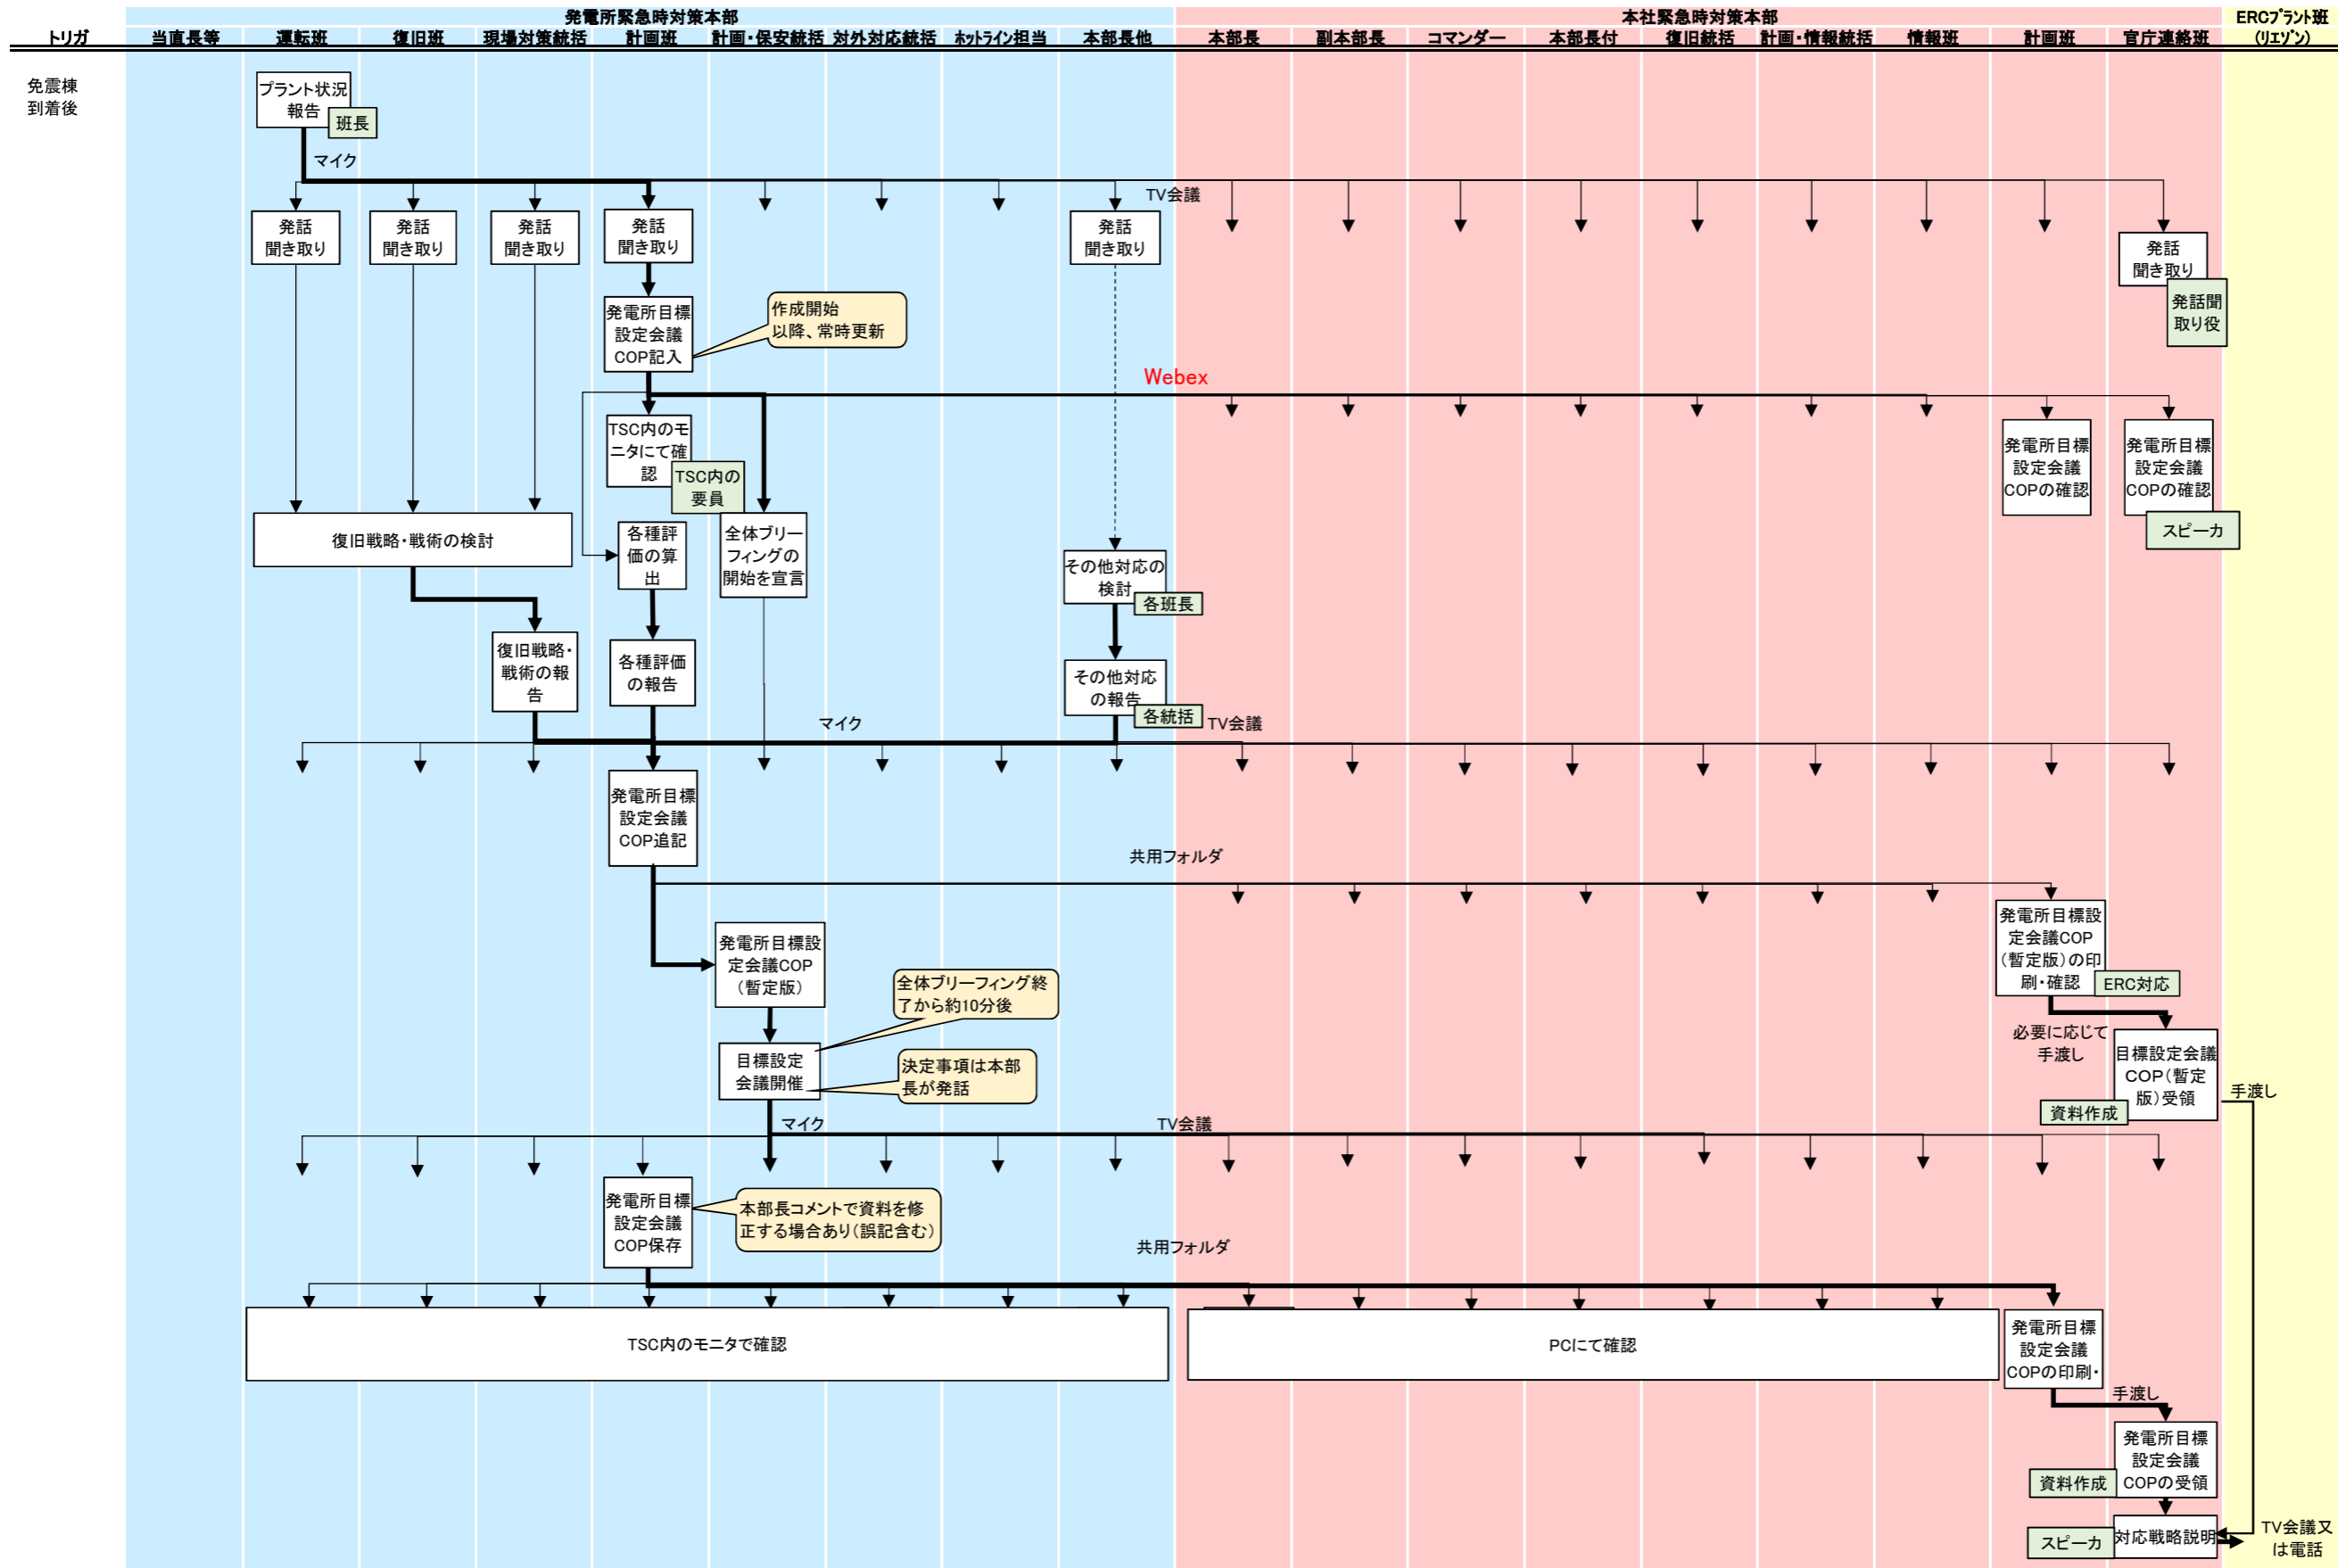 発電所緊急時対策本部
本社緊急時対策本部
ERCプラント班
(リエゾン)
トリガ
当直長等
運転班
復旧班
現場対策統括
計画班
計画・保安統括
対外対応統括
ホットライン担当
本部長他
本部長
副本部長
コマンダー
本部長付
復旧統括
計画・情報統括
情報班
計画班
官庁連絡班
免震棟
到着後
プラント状況
報告
班長
マイク
TV会議
発話
聞き取り
発話
聞き取り
発話
聞き取り
発話
聞き取り
発話
聞き取り
発話
聞き取り
発話聞
取り役
発電所目標
設定会議
COP記入
作成開始
以降、常時更新
Webex
TSC内のモ
ニタにて確
認
TSC内の
要員
発電所目標
設定会議
COPの確認
発電所目標
設定会議
COPの確認
スピーカ
復旧戦略・戦術の検討
各種評
価の算
出
全体ブリー
フィングの
開始を宣言
その他対応の
検討
各班長
復旧戦略・
戦術の報
告
各種評価
の報告
その他対応
の報告
各統括
マイク
TV会議
発電所目標
設定会議
COP追記
共用フォルダ
発電所目標設
定会議COP
(暫定版)
発電所目標設
定会議COP
(暫定版)の印
刷・確認
ERC対応
全体ブリーフィング終
了から約10分後
必要に応じて
手渡し
目標設定
会議開催
決定事項は本部
長が発話
目標設定会議
COP(暫定
版)受領
資料作成
手渡し
マイク
TV会議
発電所目標
設定会議
COP保存
本部長コメントで資料を修
正する場合あり(誤記含む)
共用フォルダ
TSC内のモニタで確認
PCにて確認
発電所目標
設定会議
COPの印刷・
手渡し
発電所目標
設定会議
COPの受領
資料作成
スピーカ
対応戦略説明
TV会議又
は電話